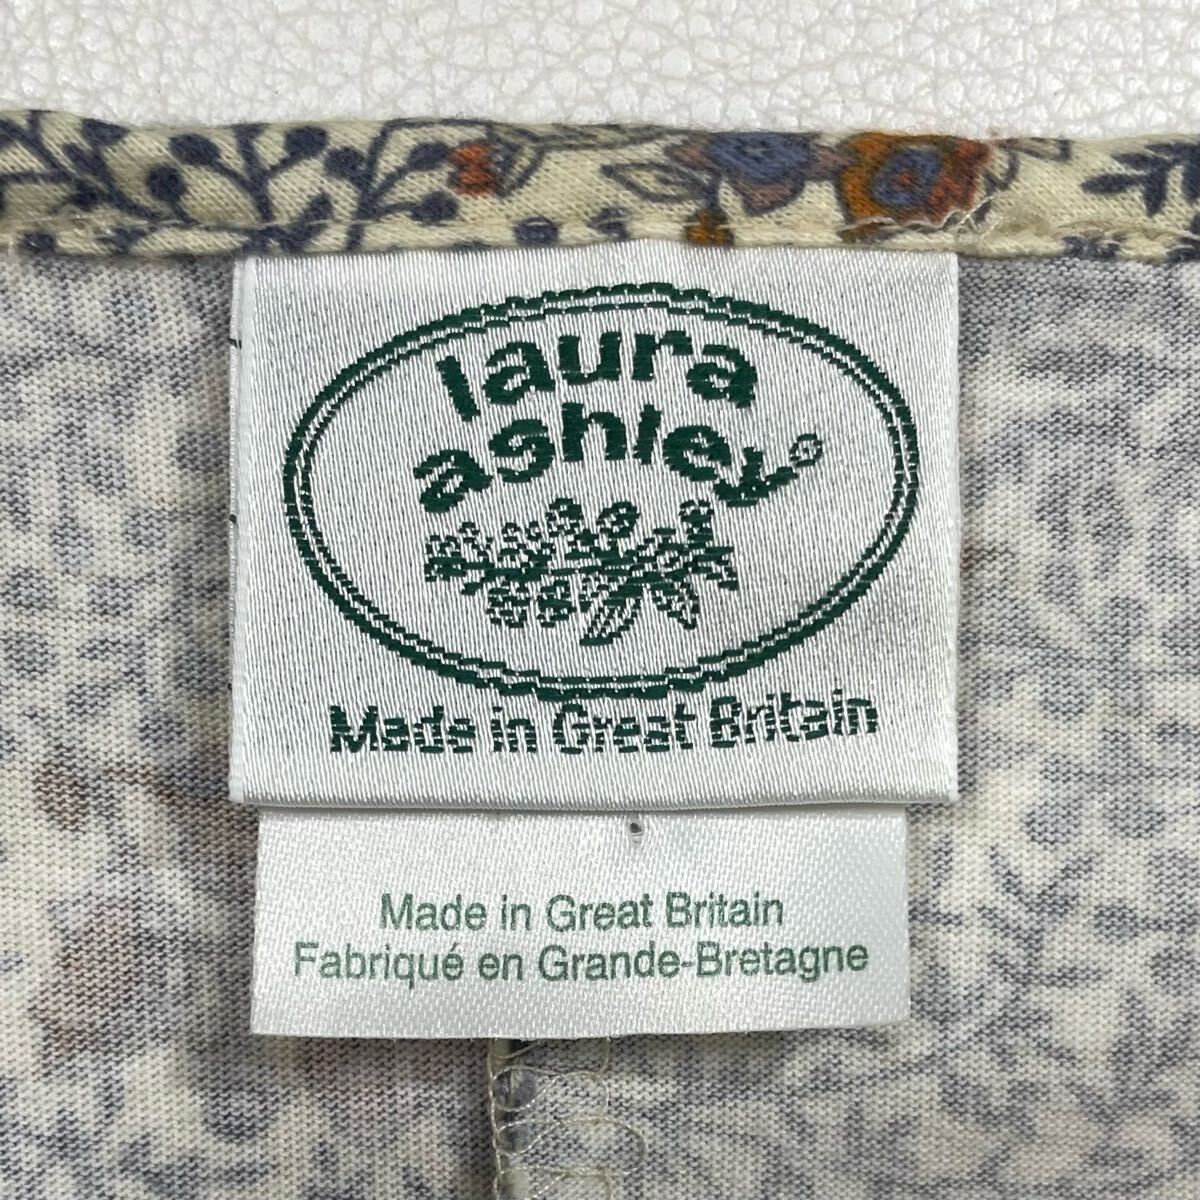 laura
ashley®
Made in Great Britain
Made in Great Britain
Fabriqué en Grande-Bretagne